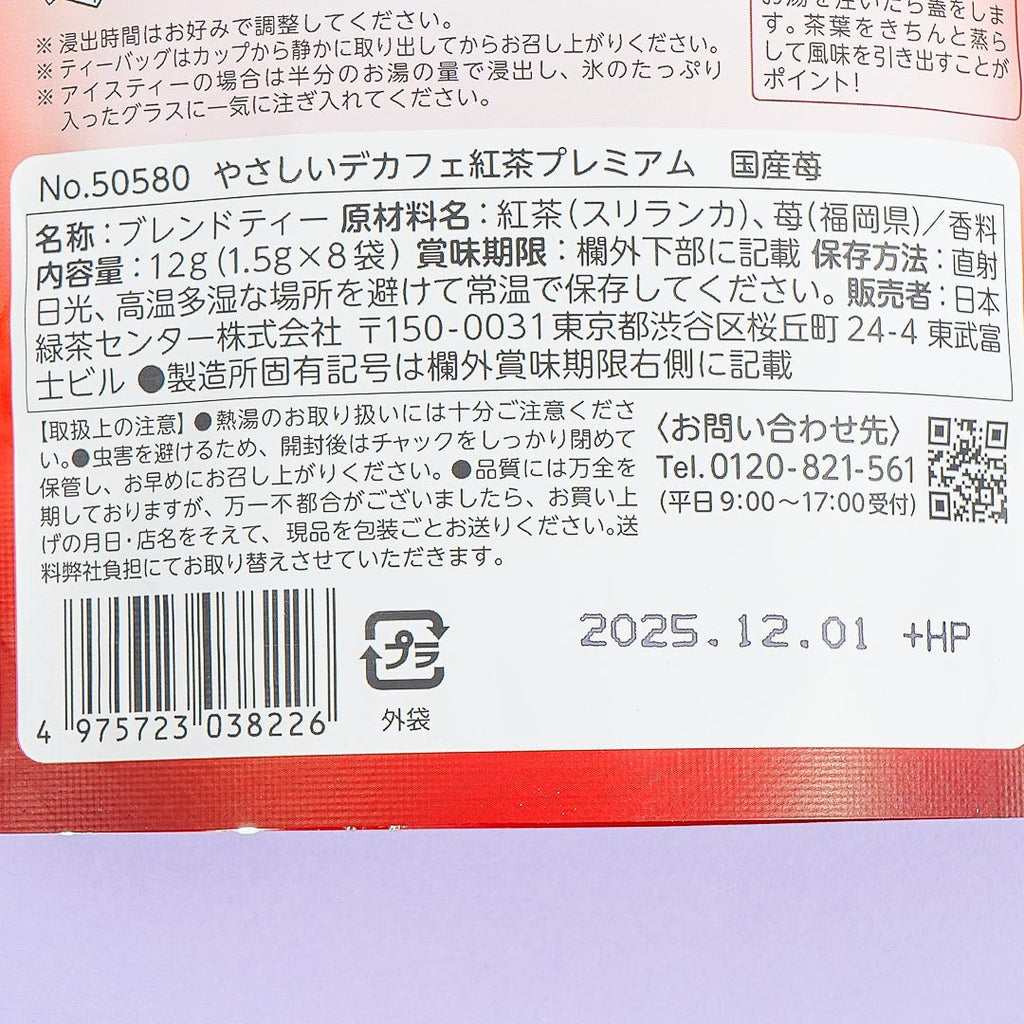 ※浸出時間はお好みで調整してください。
※ティーバッグはカップから静かに取り出してからお召し上がりください。
※アイスティーの場合は半分のお湯の量で浸出し、氷のたっぷり
入ったグラスに一気に注ぎ入れてください。
お湯を注いだら蓋をしま
す。茶葉をきちんと蒸ら
して風味を引き出すことが
ポイント!
No.50580 やさしいデカフェ紅茶プレミアム 国産苺
名称:ブレンドティー 原材料名:紅茶(スリランカ)、苺(福岡県)/香料
内容量:12g(1.5g×8袋) 賞味期限:欄外下部に記載 保存方法:直射
日光、高温多湿な場所を避けて常温で保存してください。販売者:日本
緑茶センター株式会社 〒150-0031東京都渋谷区桜丘町 24-4 東武富
士ビル ●製造所固有記号は欄外賞味期限右側に記載
【取扱上の注意】●熱湯のお取り扱いには十分ご注意くださ
い。●虫害を避けるため、開封後はチャックをしっかり閉めて
保管し、お早めにお召し上がりください。●品質には万全を
期しておりますが、万一不都合がございましたら、お買い上
げの月日・店名をそえて、現品を包装ごとお送りください。送
料弊社負担にてお取り替えさせていただきます。
〈お問い合わせ先〉
Tel.0120-821-561
(平日9:00～17:00受付)
4 975723 038226
プラ
外袋
2025.12.01 +HP